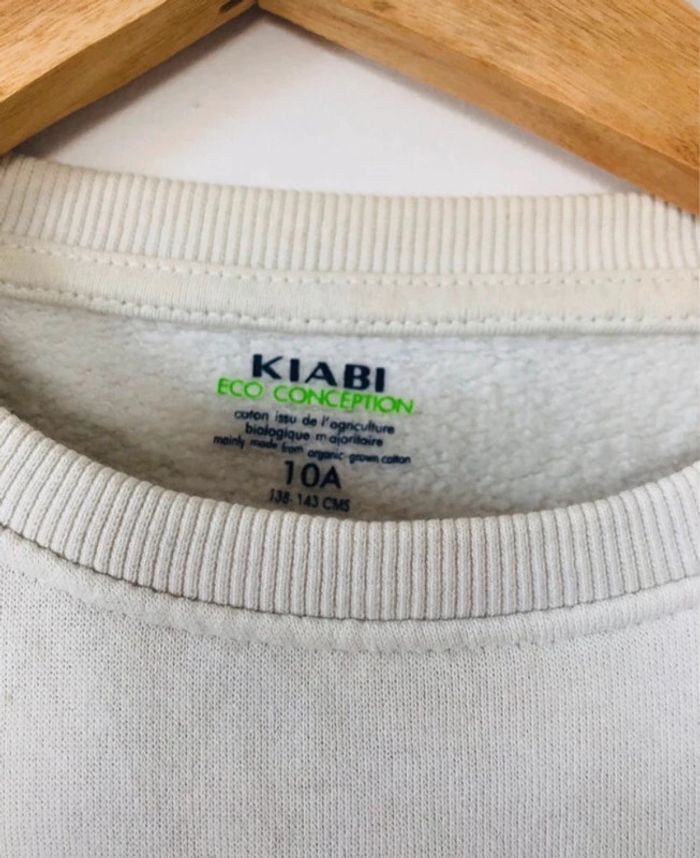 KIABI
ECO CONCEPTION
coton issu de l'agriculture
biologique majoritaire
mainly made from organic-grown cotton
10A
138-143 CMS